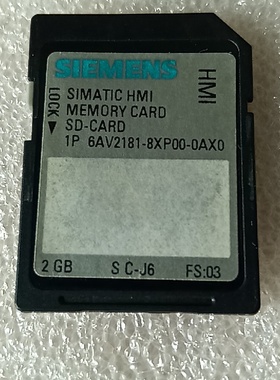 SIEMENS
HMI
LOCK
SIMATIC HMI
MEMORY CARD
SD-CARD
1P 6AV2181-8XP00-0AX0
2 GB S C-J6 FS:03